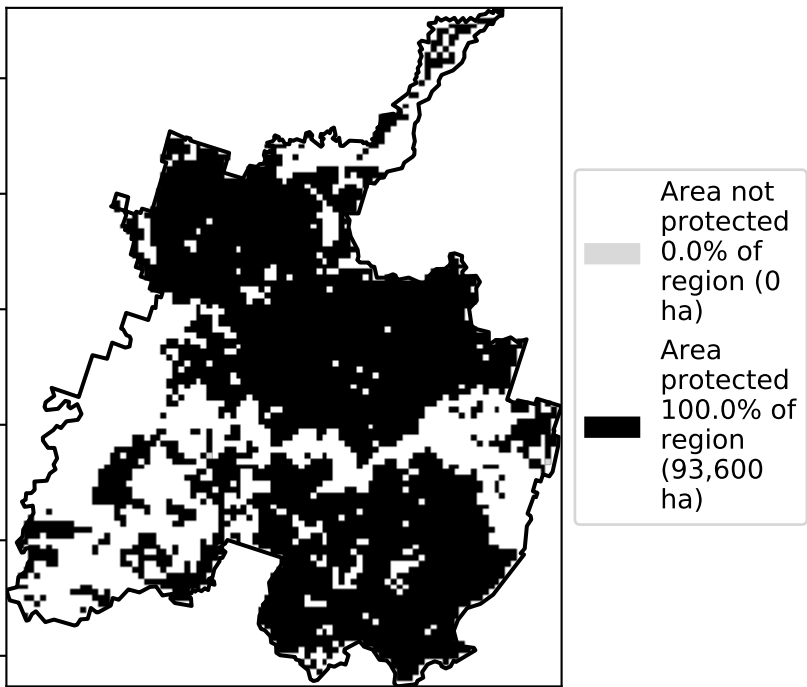 Area not
protected
0.0% of
region (0
ha)
Area
protected
100.0% of
region
(93,600
ha)